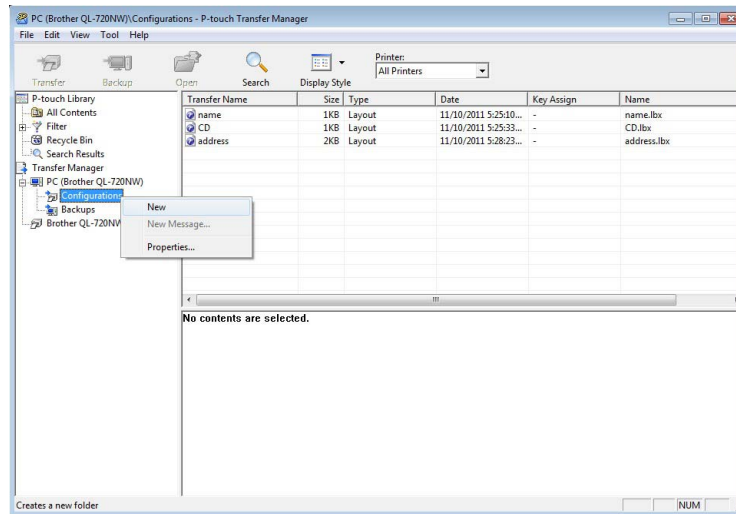 PC (Brother QL-720NW)\Configurations - P-touch Transfer Manager
File Edit View Tool Help
Printer:
All Printers
Transfer Backup Open Search Display Style
P-touch Library
All Contents
Filter
Recycle Bin
Search Results
Transfer Manager
PC (Brother QL-720NW)
Configurations
Backups
Brother QL-720NW
New
New Message...
Properties...
Transfer Name Size Type Date Key Assign Name
name 1KB Layout 11/10/2011 5:25:10... - name.lbx
CD 1KB Layout 11/10/2011 5:25:33... - CD.lbx
address 2KB Layout 11/10/2011 5:28:23... - address.lbx
No contents are selected.
Creates a new folder
NUM